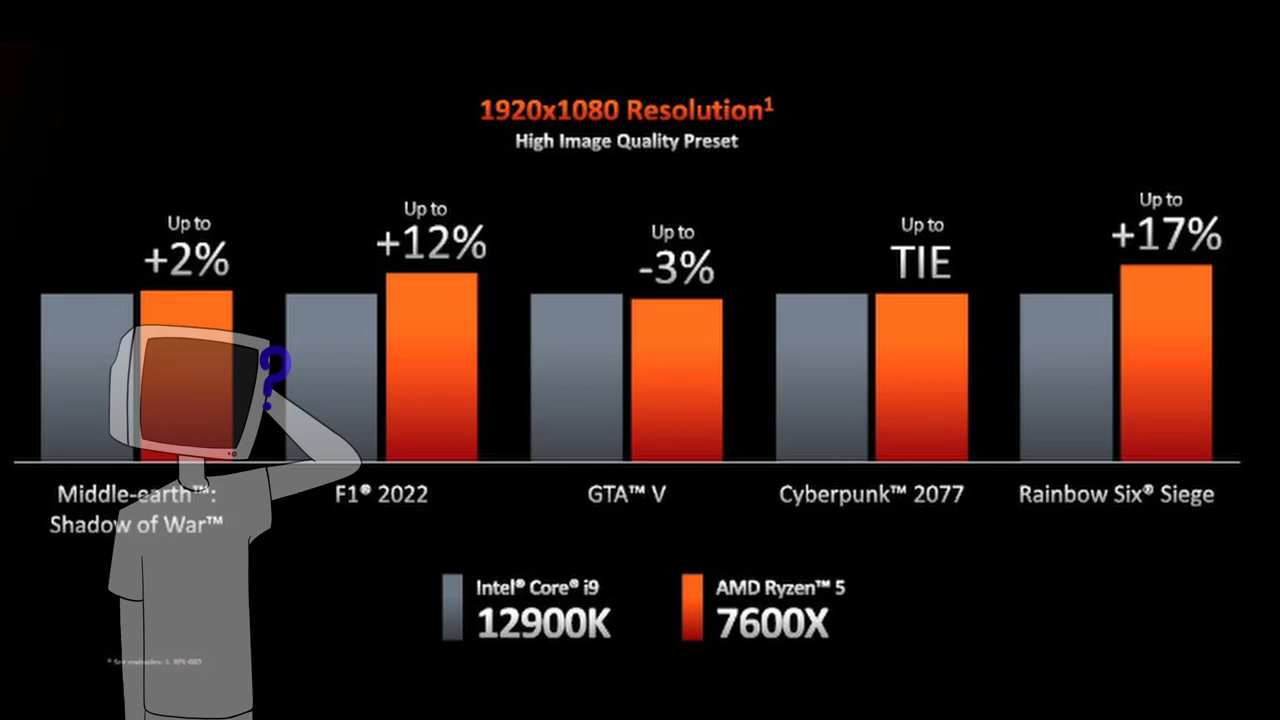 1920x1080 Resolution¹
High Image Quality Preset
Up to
+2%
Up to
+12%
Up to
-3%
Up to
TIE
Up to
+17%
?
Middle-earth™:
Shadow of War™
F1® 2022
GTA™ V
Cyberpunk™ 2077
Rainbow Six® Siege
Intel® Core® i9
12900K
AMD Ryzen™ 5
7600X